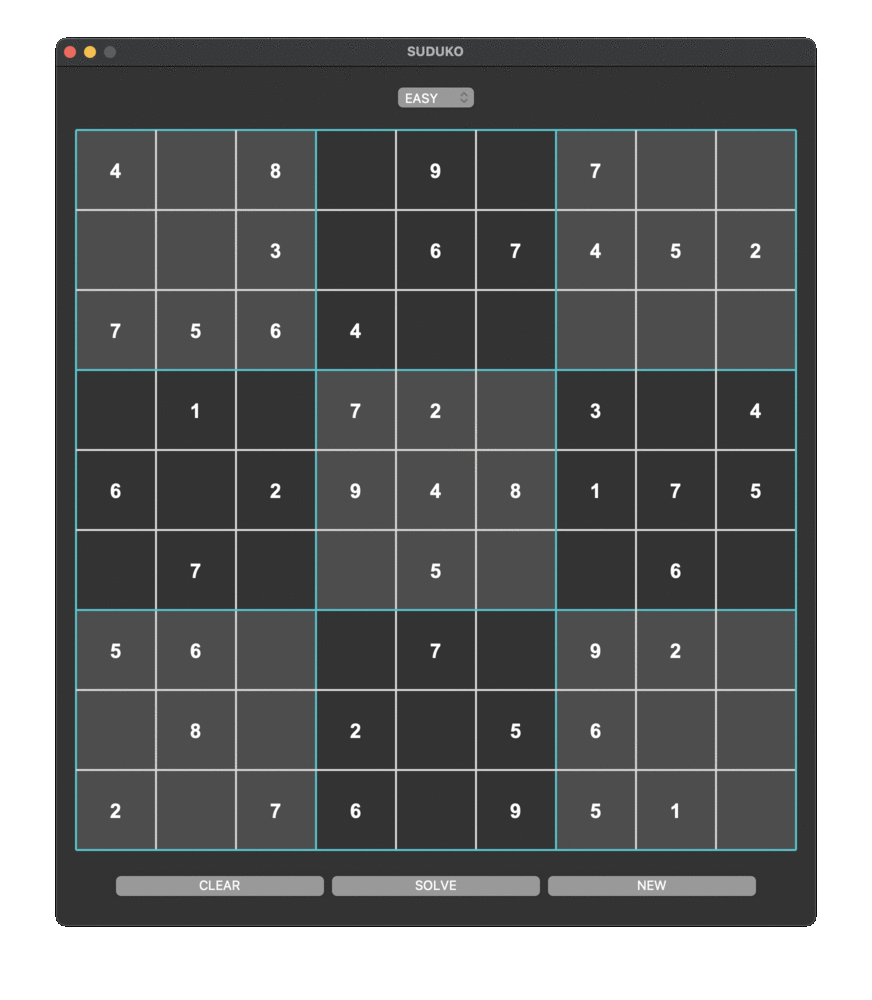 SUDUKO
EASY
4 8 9 7
3 6 7 4 5 2
7 5 6 4
1 7 2 3 4
6 2 9 4 8 1 7 5
7 5 6
5 6 7 9 2
8 2 5 6
2 7 6 9 5 1
CLEAR SOLVE NEW